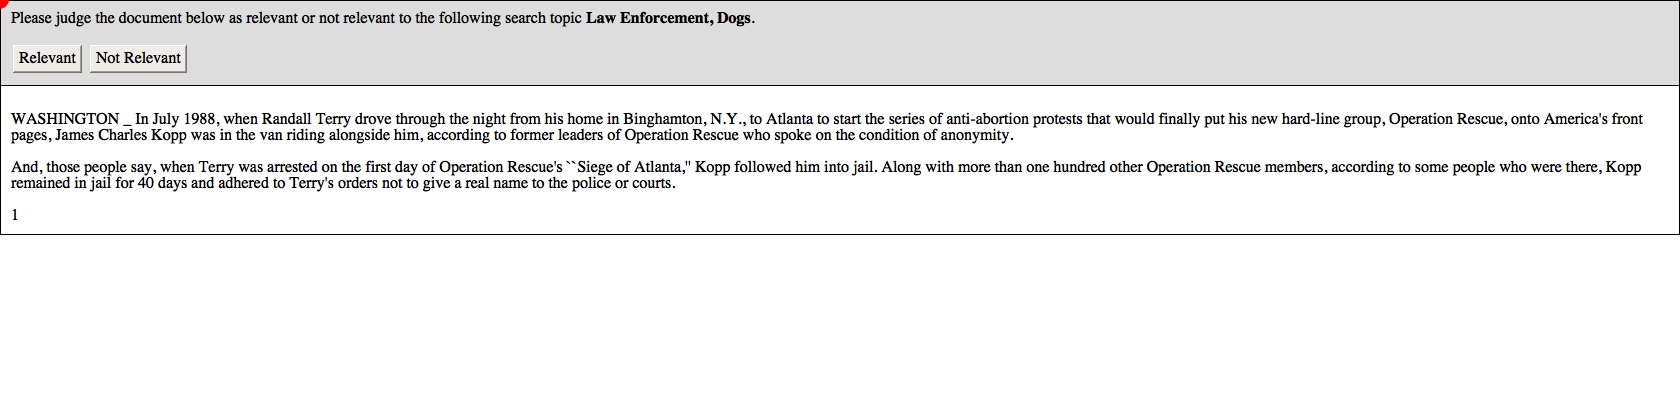 Please judge the document below as relevant or not relevant to the following search topic Law Enforcement, Dogs.
Relevant Not Relevant
WASHINGTON _ In July 1988, when Randall Terry drove through the night from his home in Binghamton, N.Y., to Atlanta to start the series of anti-abortion protests that would finally put his new hard-line group, Operation Rescue, onto America's front
pages, James Charles Kopp was in the van riding alongside him, according to former leaders of Operation Rescue who spoke on the condition of anonymity.
And, those people say, when Terry was arrested on the first day of Operation Rescue's ``Siege of Atlanta,'' Kopp followed him into jail. Along with more than one hundred other Operation Rescue members, according to some people who were there, Kopp
remained in jail for 40 days and adhered to Terry's orders not to give a real name to the police or courts.
1